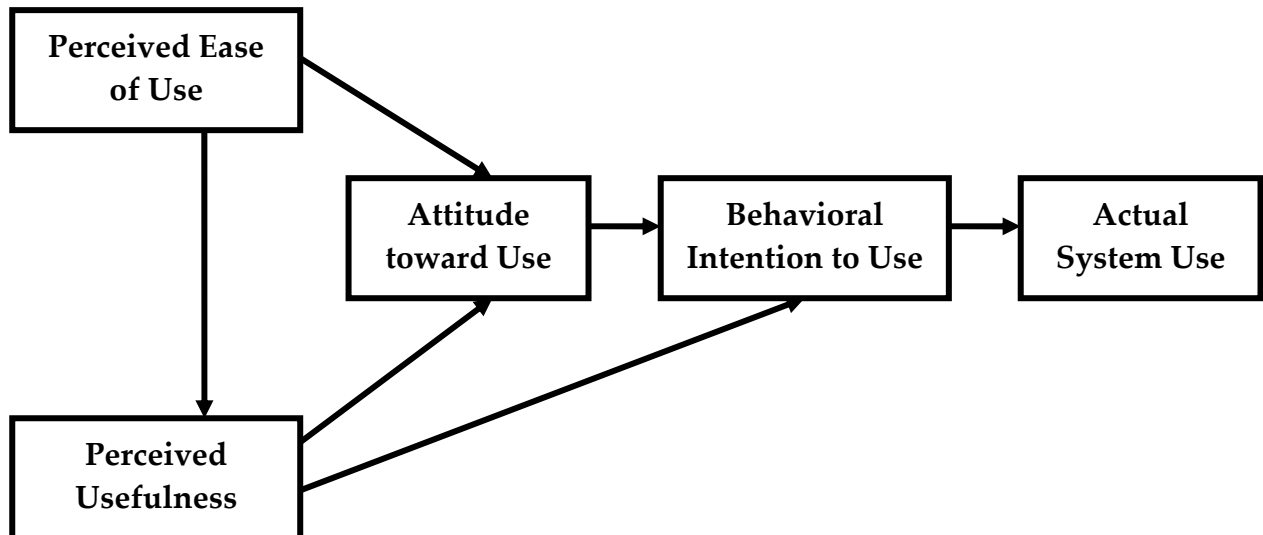 Perceived Ease
of Use
Attitude
toward Use
Behavioral
Intention to Use
Actual
System Use
Perceived
Usefulness